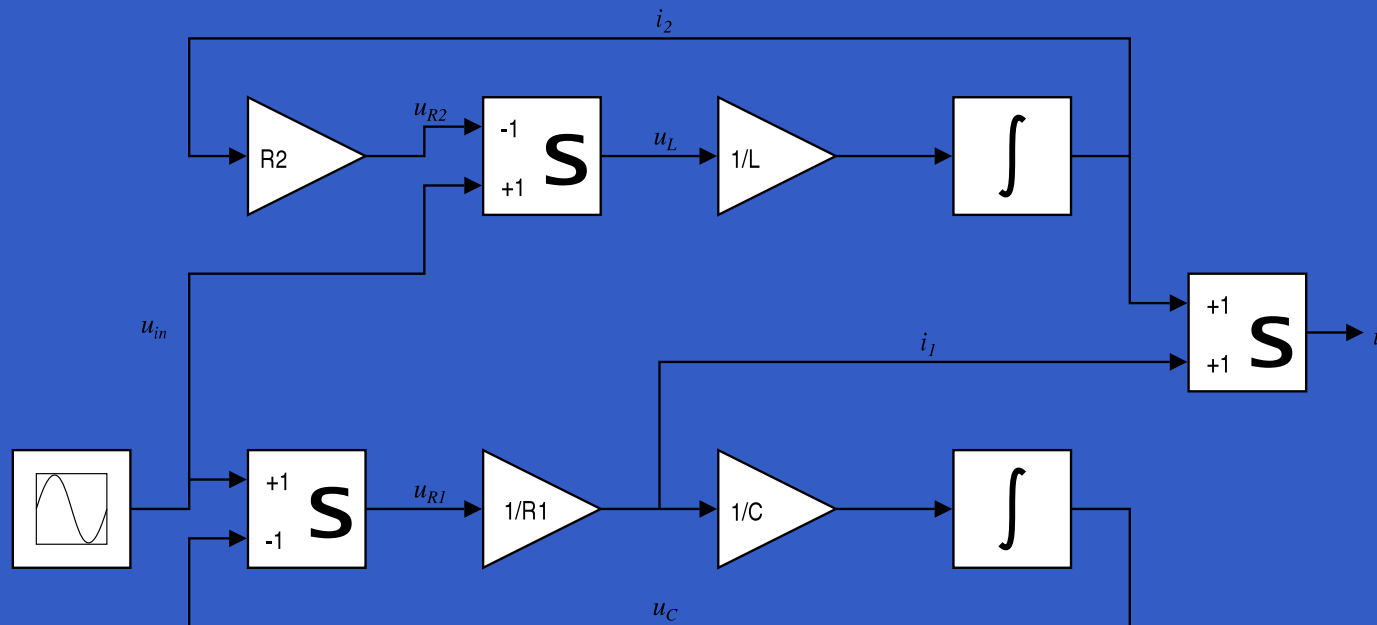 i2
uR2
-1
S
+1
R2
uL
1/L
∫
uin
+1
S
+1
i1
+1
S
-1
uR1
1/R1
1/C
∫
uC